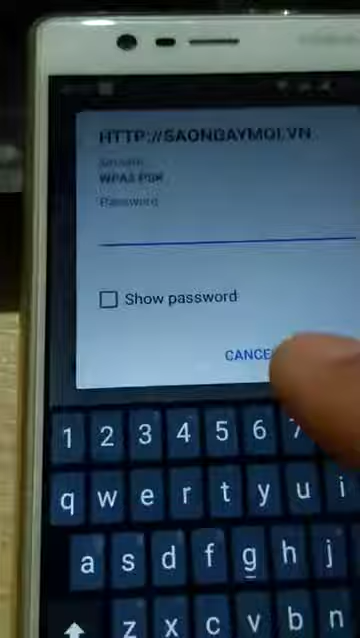 HTTP://SAONGAYMOI.VN
Security
WPA2 PSK
Password
Show password
CANCE
1 2 3 4 5 6 7
q w e r t y u i
a s d f g h j
z x c v b n